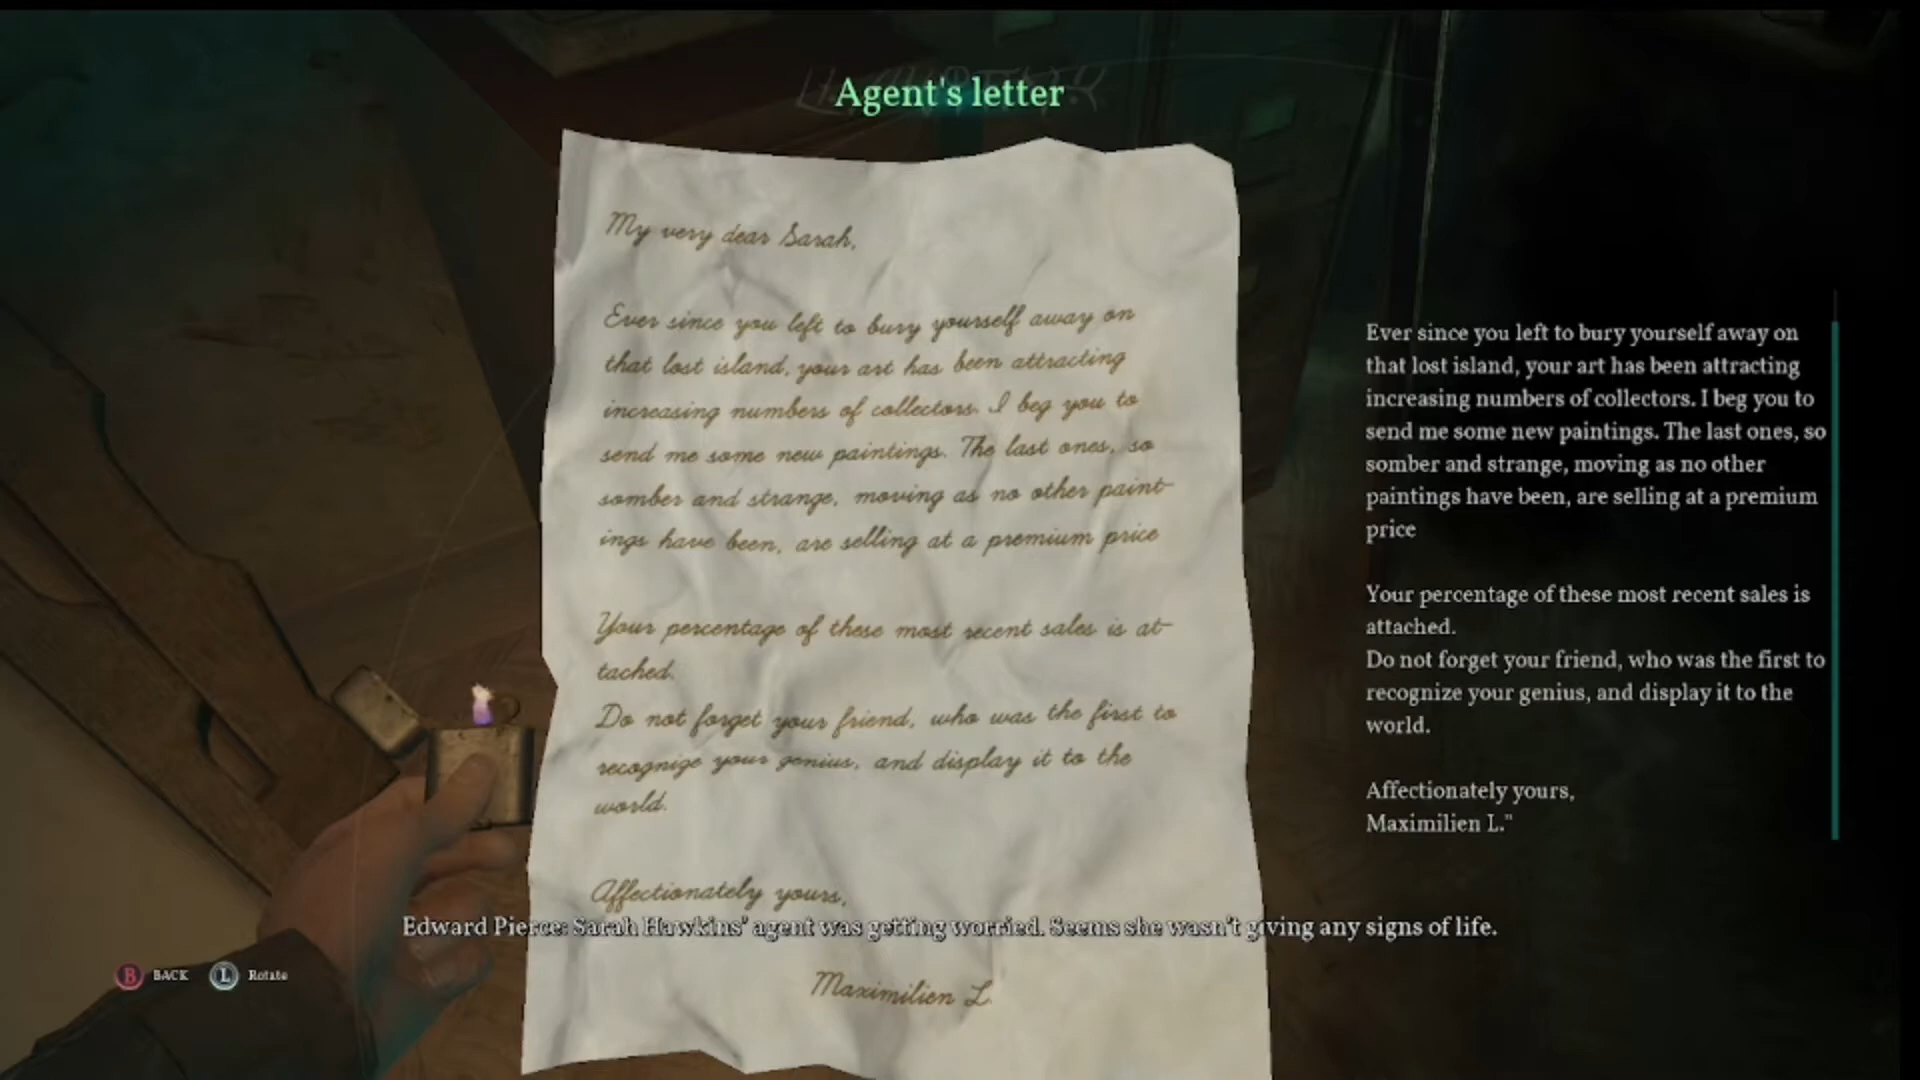 Agent's letter
My very dear Sarah,
Ever since you left to bury yourself away on
that lost island, your art has been attracting
increasing numbers of collectors. I beg you to
send me some new paintings. The last ones, so
somber and strange, moving as no other paint-
ings have been, are selling at a premium price
Your percentage of these most recent sales is at-
tached.
Do not forget your friend, who was the first to
recognize your genius, and display it to the
world.
Affectionately yours,
Maximilien L.
Ever since you left to bury yourself away on
that lost island, your art has been attracting
increasing numbers of collectors. I beg you to
send me some new paintings. The last ones, so
somber and strange, moving as no other
paintings have been, are selling at a premium
price
Your percentage of these most recent sales is
attached.
Do not forget your friend, who was the first to
recognize your genius, and display it to the
world.
Affectionately yours,
Maximilien L."
Edward Pierce: Sarah Hawkins' agent was getting worried. Seems she wasn't giving any signs of life.
B BACK L Rotate